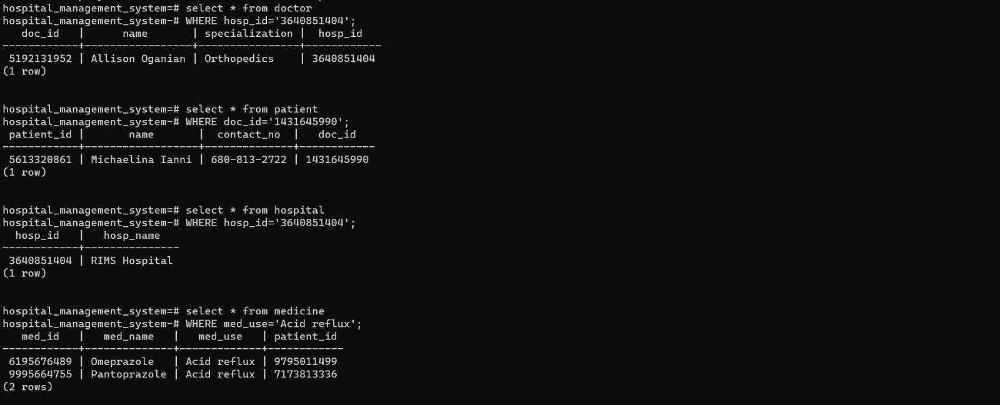 hospital_management_system=# select * from doctor
hospital_management_system-# WHERE hosp_id='3640851404';
   doc_id   |      name       | specialization |  hosp_id
------------+-----------------+----------------+------------
 5192131952 | Allison Oganian | Orthopedics    | 3640851404
(1 row)
hospital_management_system=# select * from patient
hospital_management_system-# WHERE doc_id='1431645990';
 patient_id |       name       |  contact_no  |   doc_id
------------+------------------+--------------+------------
 5613320861 | Michaelina Ianni | 680-813-2722 | 1431645990
(1 row)
hospital_management_system=# select * from hospital
hospital_management_system-# WHERE hosp_id='3640851404';
  hosp_id   |   hosp_name
------------+---------------
 3640851404 | RIMS Hospital
(1 row)
hospital_management_system=# select * from medicine
hospital_management_system-# WHERE med_use='Acid reflux';
   med_id   |   med_name   |   med_use   | patient_id
------------+--------------+-------------+------------
 6195676489 | Omeprazole   | Acid reflux | 9795011499
 9995664755 | Pantoprazole | Acid reflux | 7173813336
(2 rows)